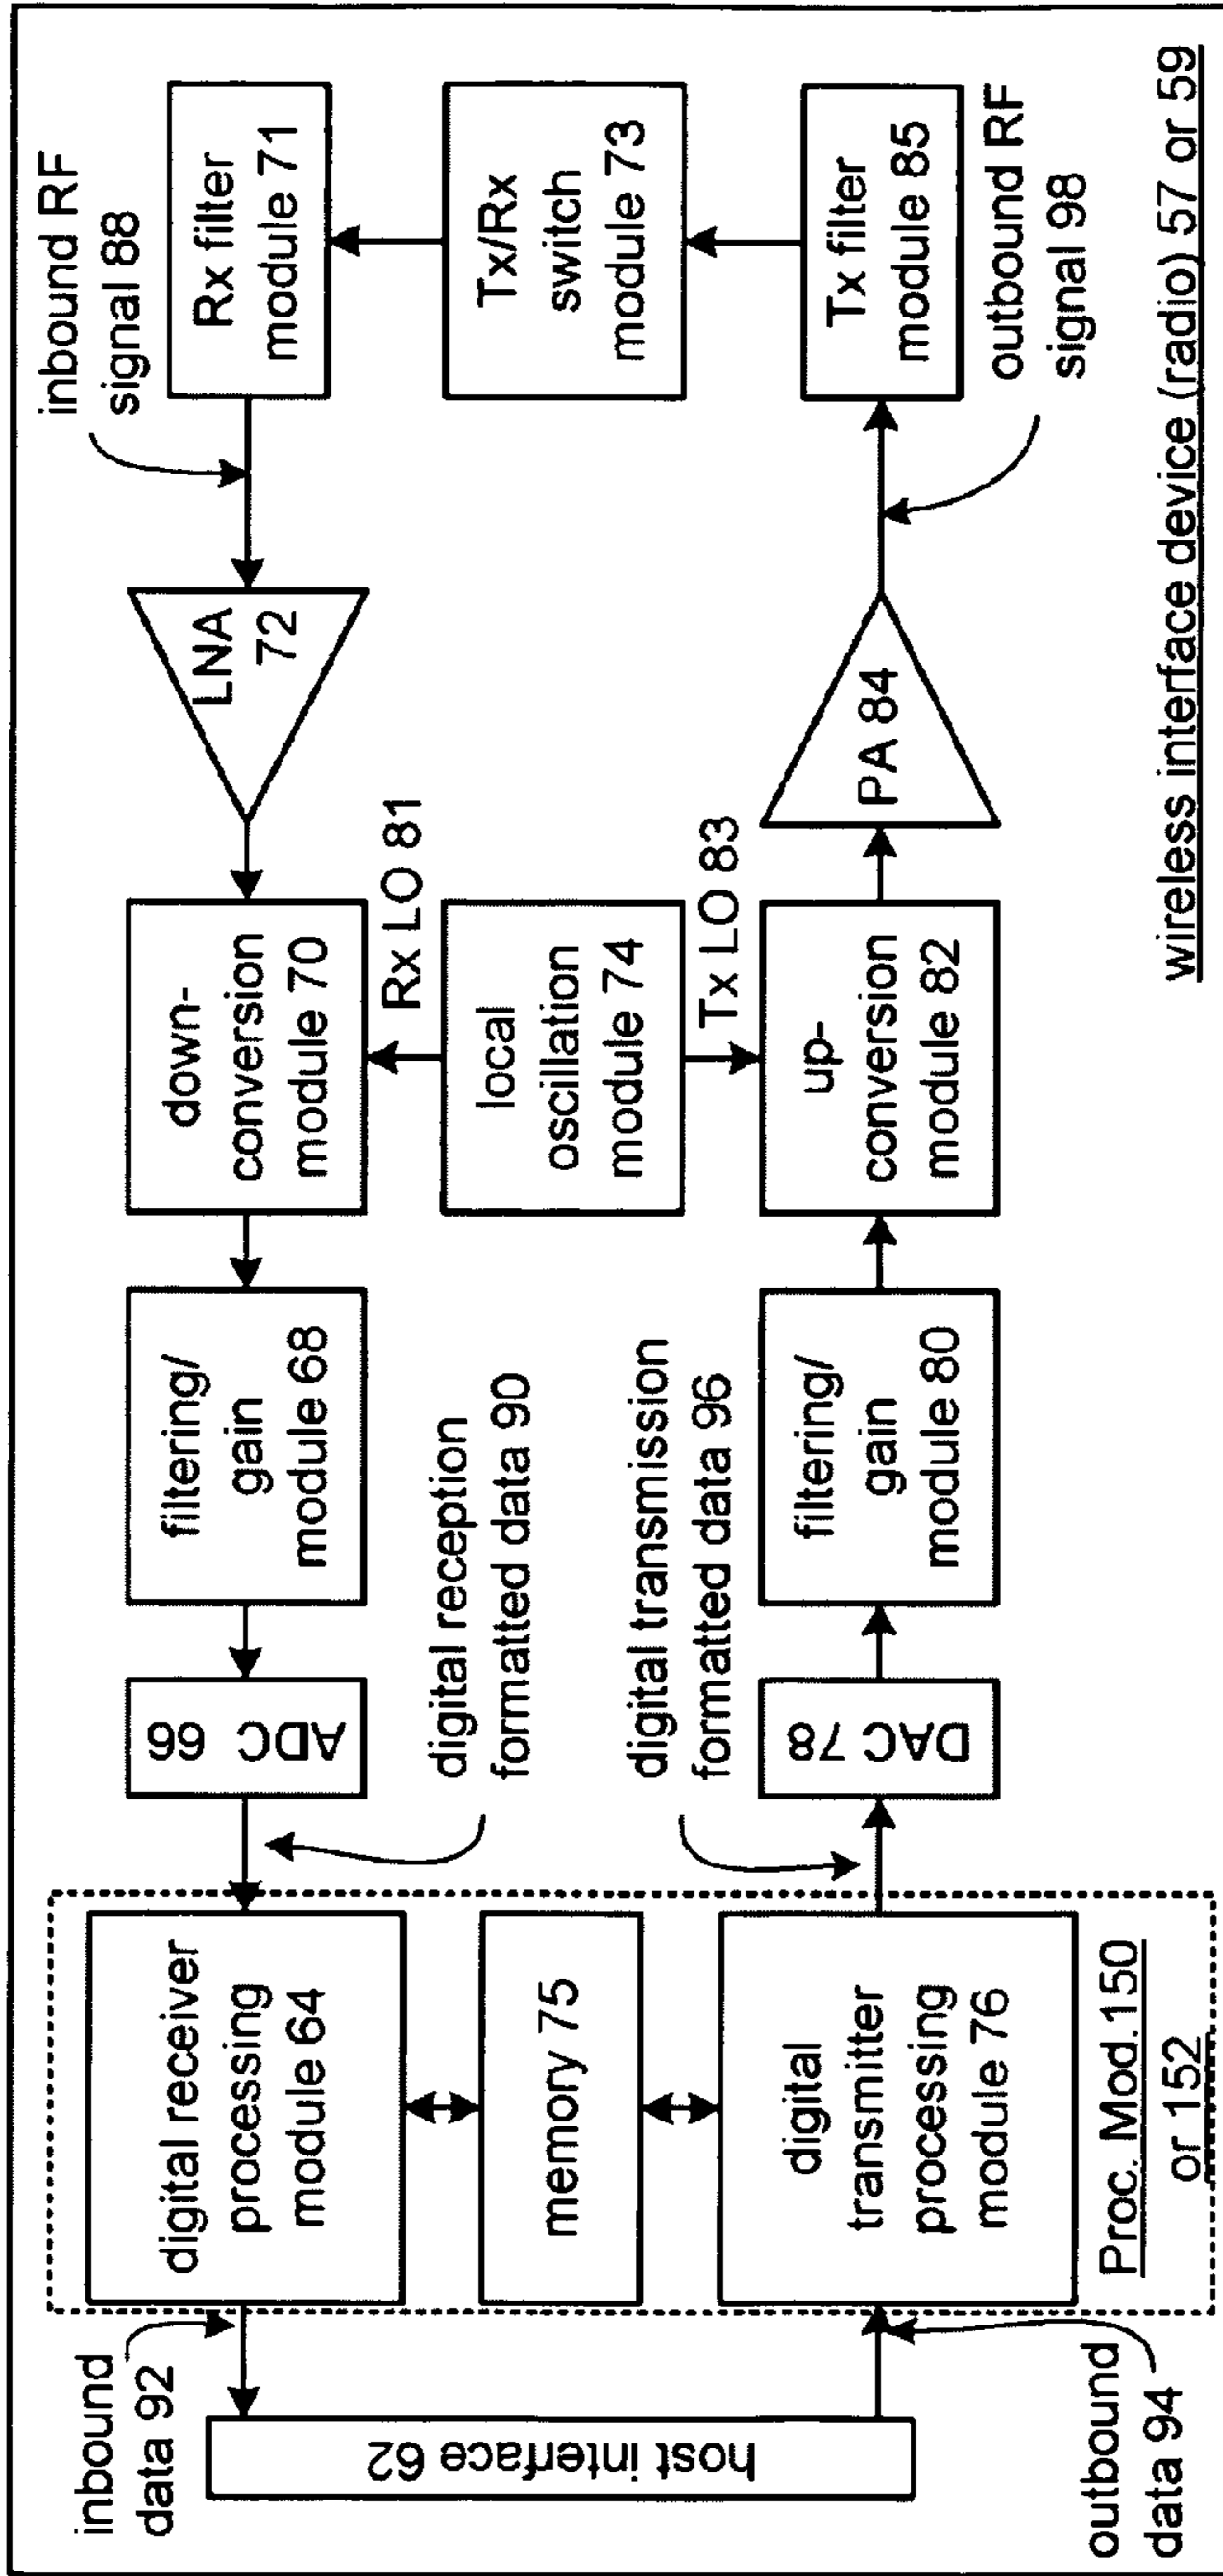 inbound
data 92
host interface 62
outbound
data 94
digital receiver
processing
module 64
memory 75
digital
transmitter
processing
module 76
Proc. Mod.150
or 152
ADC 66
digital reception
formatted data 90
digital transmission
formatted data 96
DAC 78
filtering/
gain
module 68
filtering/
gain
module 80
down-
conversion
module 70
Rx LO 81
local
oscillation
module 74
Tx LO 83
up-
conversion
module 82
LNA
72
PA 84
inbound RF
signal 88
outbound RF
signal 98
Rx filter
module 71
Tx/Rx
switch
module 73
Tx filter
module 85
wireless interface device (radio) 57 or 59